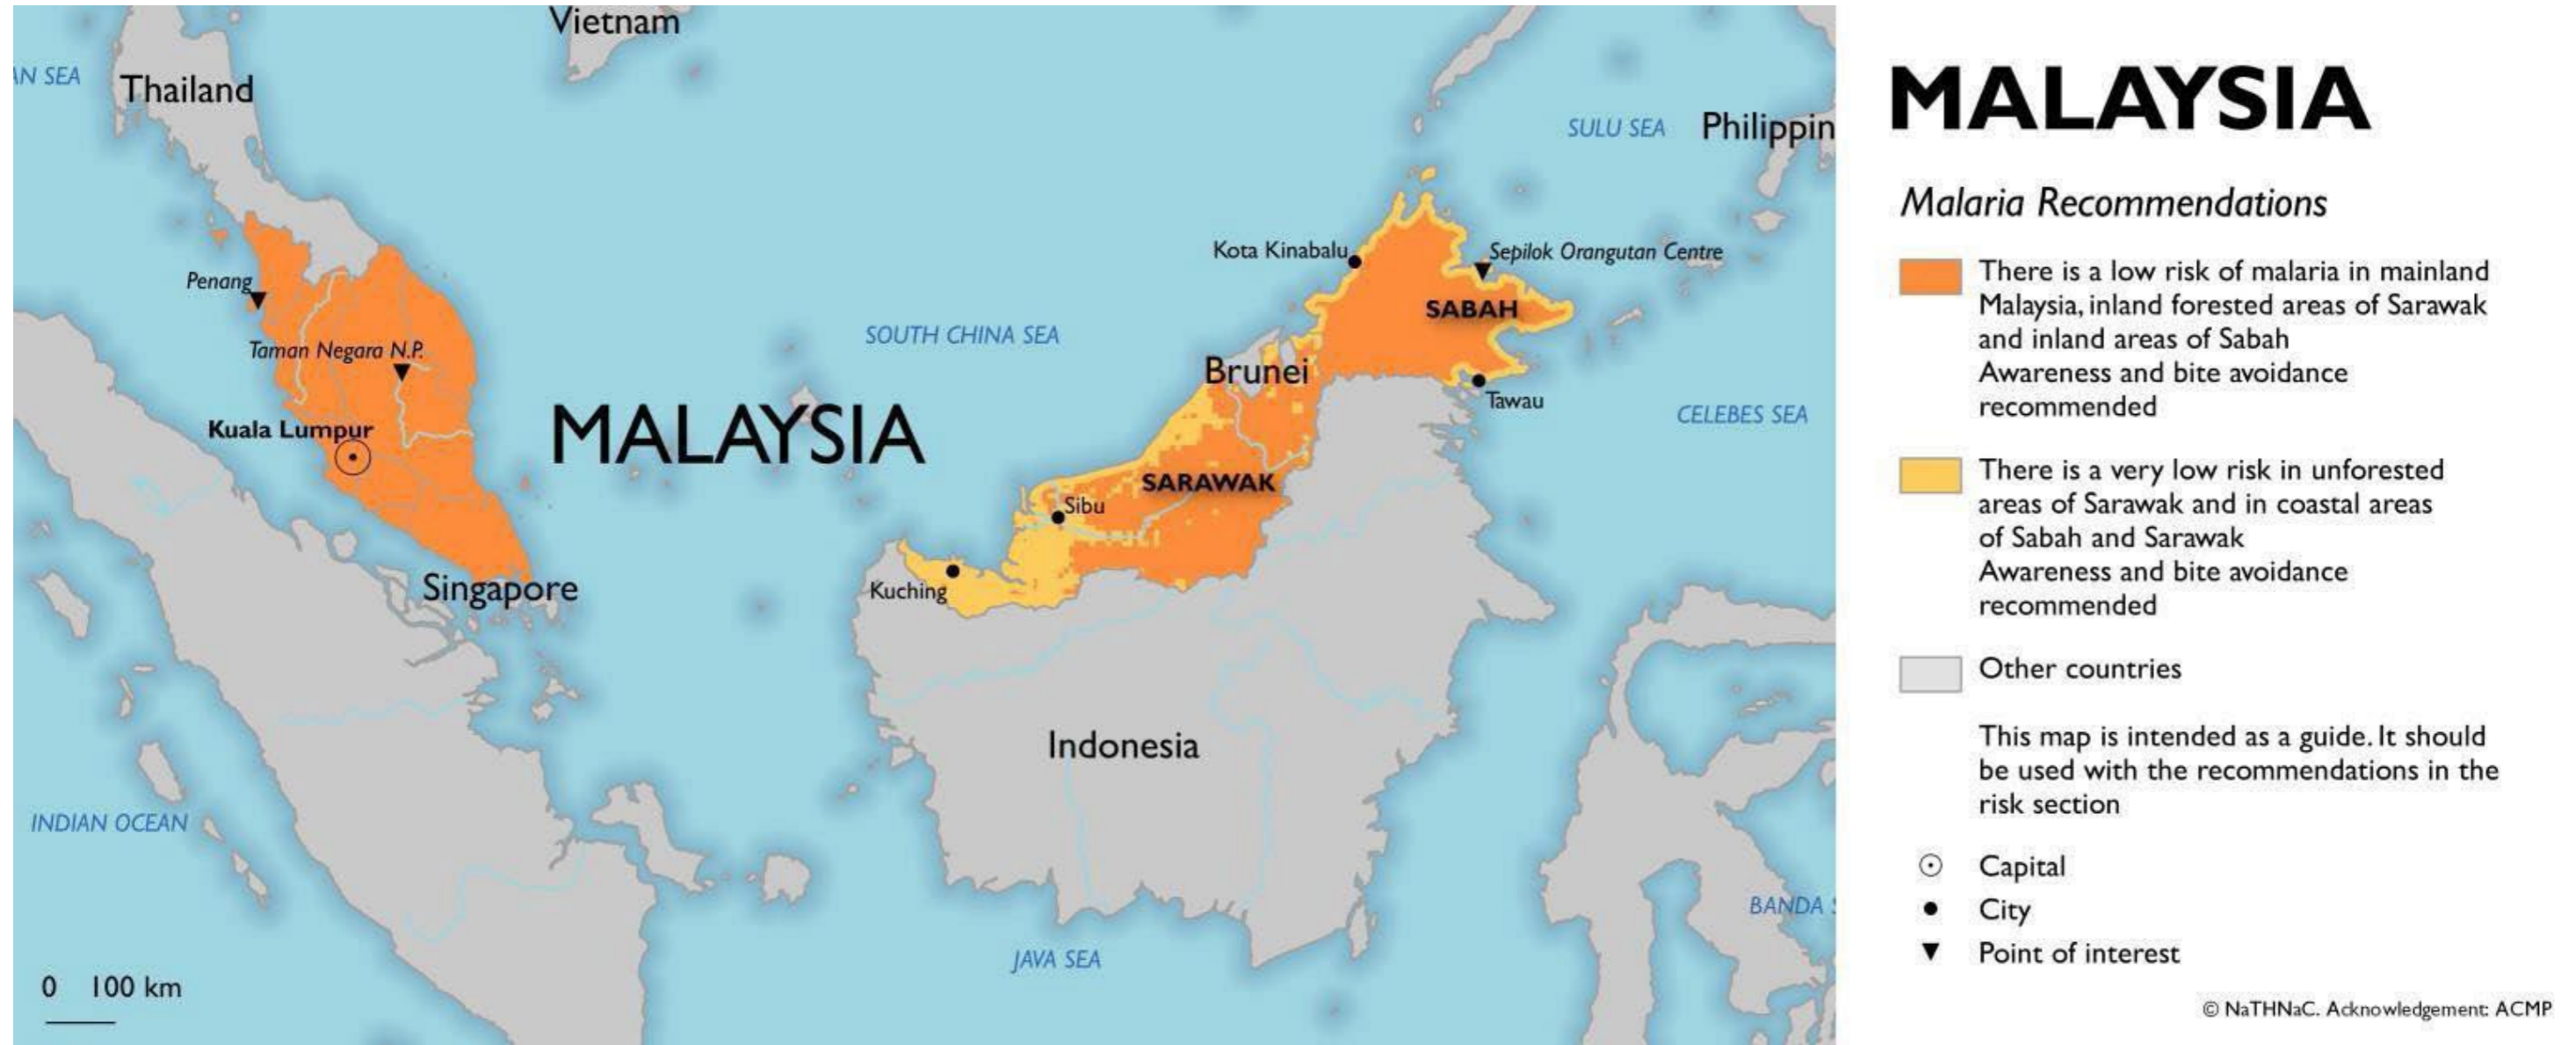 Vietnam
AN SEA
Thailand
SULU SEA
Philippin
Kota Kinabalu
Sepilok Orangutan Centre
Penang
SABAH
SOUTH CHINA SEA
Taman Negara N.P.
Brunei
Tawau
CELEBES SEA
Kuala Lumpur
MALAYSIA
SARAWAK
Sibu
Singapore
Kuching
Indonesia
INDIAN OCEAN
BANDA
JAVA SEA
0 100 km
MALAYSIA
Malaria Recommendations
There is a low risk of malaria in mainland
Malaysia, inland forested areas of Sarawak
and inland areas of Sabah
Awareness and bite avoidance
recommended
There is a very low risk in unforested
areas of Sarawak and in coastal areas
of Sabah and Sarawak
Awareness and bite avoidance
recommended
Other countries
This map is intended as a guide. It should
be used with the recommendations in the
risk section
Capital
City
Point of interest
© NaTHNaC. Acknowledgement: ACMP